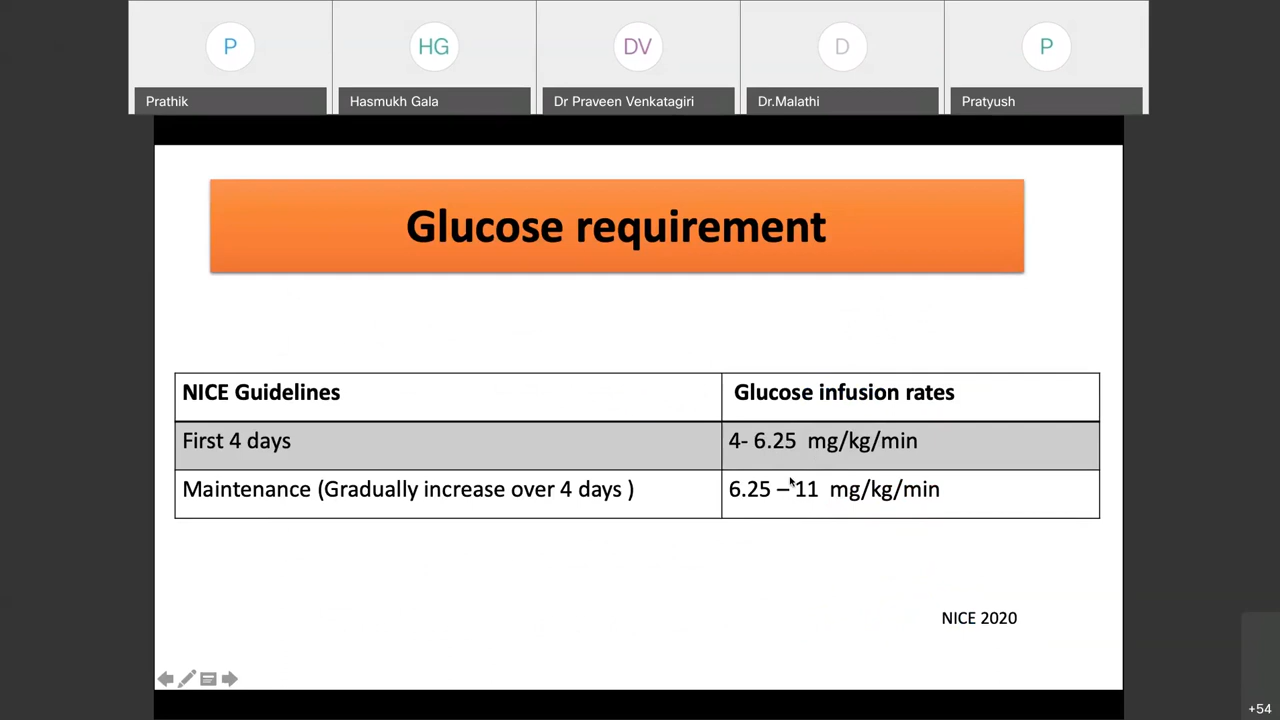 P
HG
DV
D
P
Prathik
Hasmukh Gala
Dr Praveen Venkatagiri
Dr.Malathi
Pratyush
Glucose requirement
NICE Guidelines
Glucose infusion rates
First 4 days
4- 6.25 mg/kg/min
Maintenance (Gradually increase over 4 days )
6.25 – 11 mg/kg/min
NICE 2020
+54